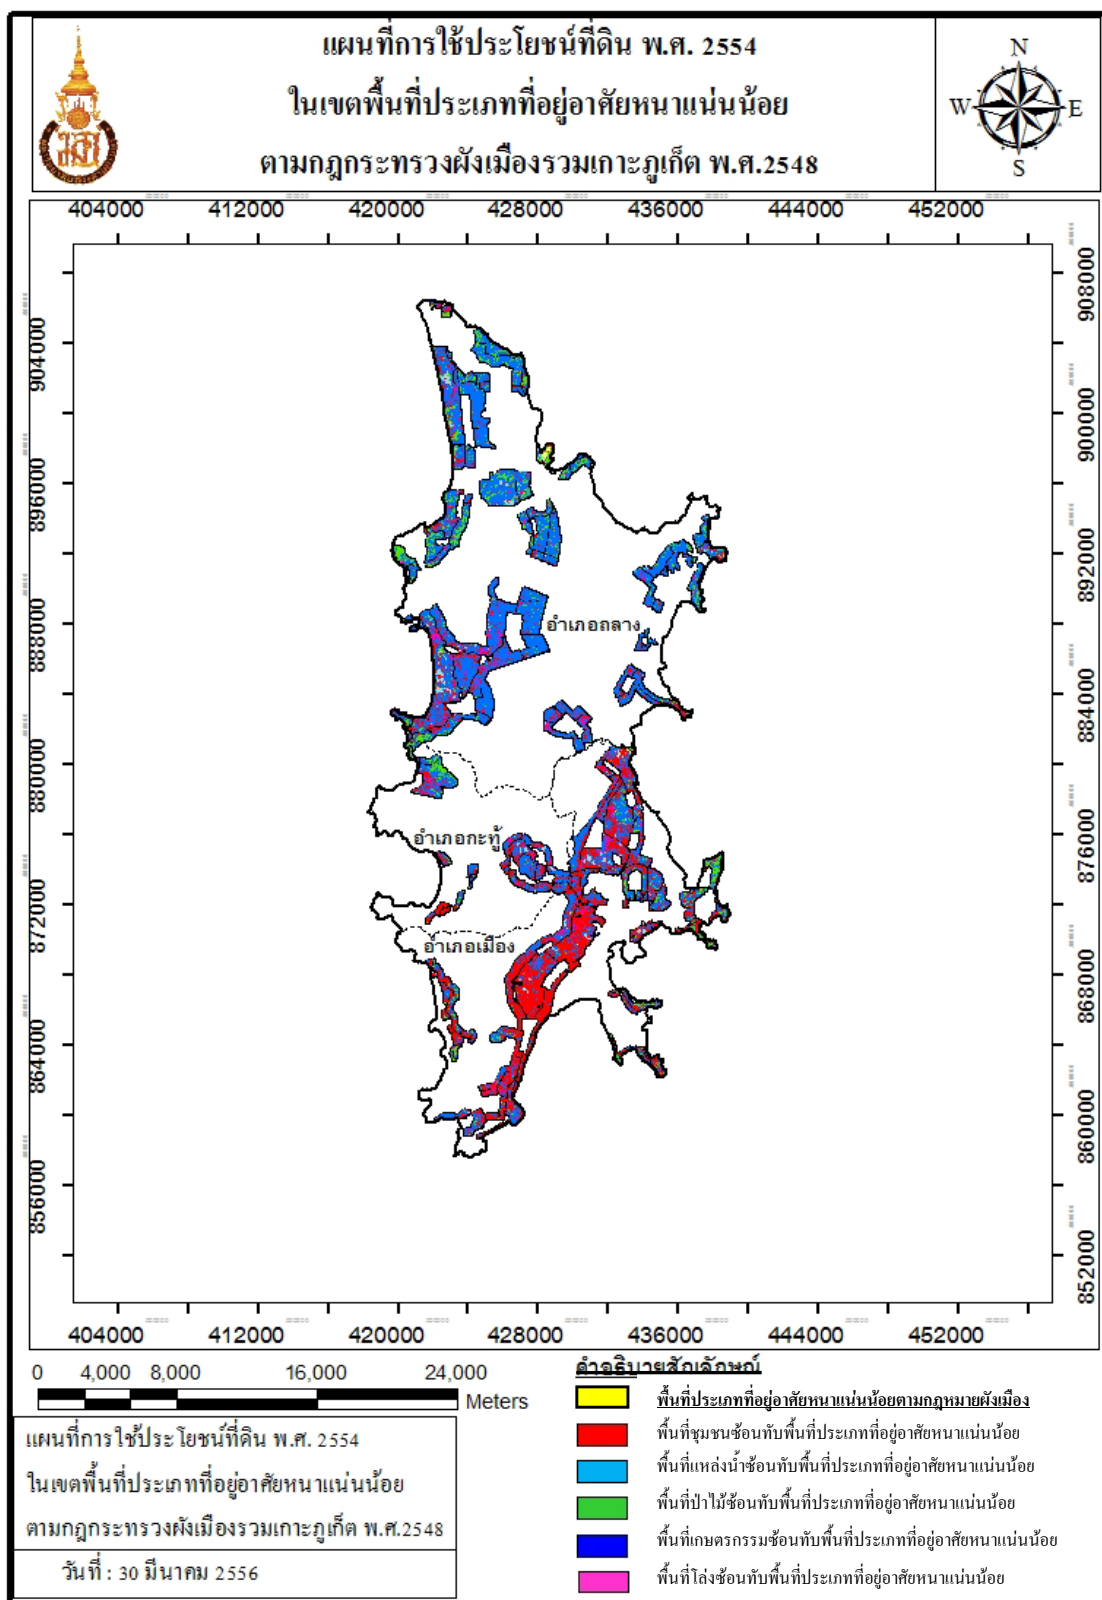 แผนที่การใช้ประโยชน์ที่ดิน พ.ศ. 2554
ในเขตพื้นที่ประเภทที่อยู่อาศัยหนาแน่นน้อย
ตามกฎกระทรวงผังเมืองรวมเกาะภูเก็ต พ.ศ.2548
N
W E
S
404000 412000 420000 428000 436000 444000 452000
908000
904000
900000
896000
892000
888000
884000
880000
876000
872000
868000
864000
860000
856000
852000
อำเภอถลาง
อำเภอกะทู้
อำเภอเมือง
404000 412000 420000 428000 436000 444000 452000
0 4,000 8,000 16,000 24,000
Meters
คำอธิบายสัญลักษณ์
พื้นที่ประเภทที่อยู่อาศัยหนาแน่นน้อยตามกฎหมายผังเมือง
พื้นที่ชุมชนซ้อนทับพื้นที่ประเภทที่อยู่อาศัยหนาแน่นน้อย
พื้นที่แหล่งน้ำซ้อนทับพื้นที่ประเภทที่อยู่อาศัยหนาแน่นน้อย
พื้นที่ป่าไม้ซ้อนทับพื้นที่ประเภทที่อยู่อาศัยหนาแน่นน้อย
พื้นที่เกษตรกรรมซ้อนทับพื้นที่ประเภทที่อยู่อาศัยหนาแน่นน้อย
พื้นที่โล่งซ้อนทับพื้นที่ประเภทที่อยู่อาศัยหนาแน่นน้อย
แผนที่การใช้ประโยชน์ที่ดิน พ.ศ. 2554
ในเขตพื้นที่ประเภทที่อยู่อาศัยหนาแน่นน้อย
ตามกฎกระทรวงผังเมืองรวมเกาะภูเก็ต พ.ศ.2548
วันที่ : 30 มีนาคม 2556